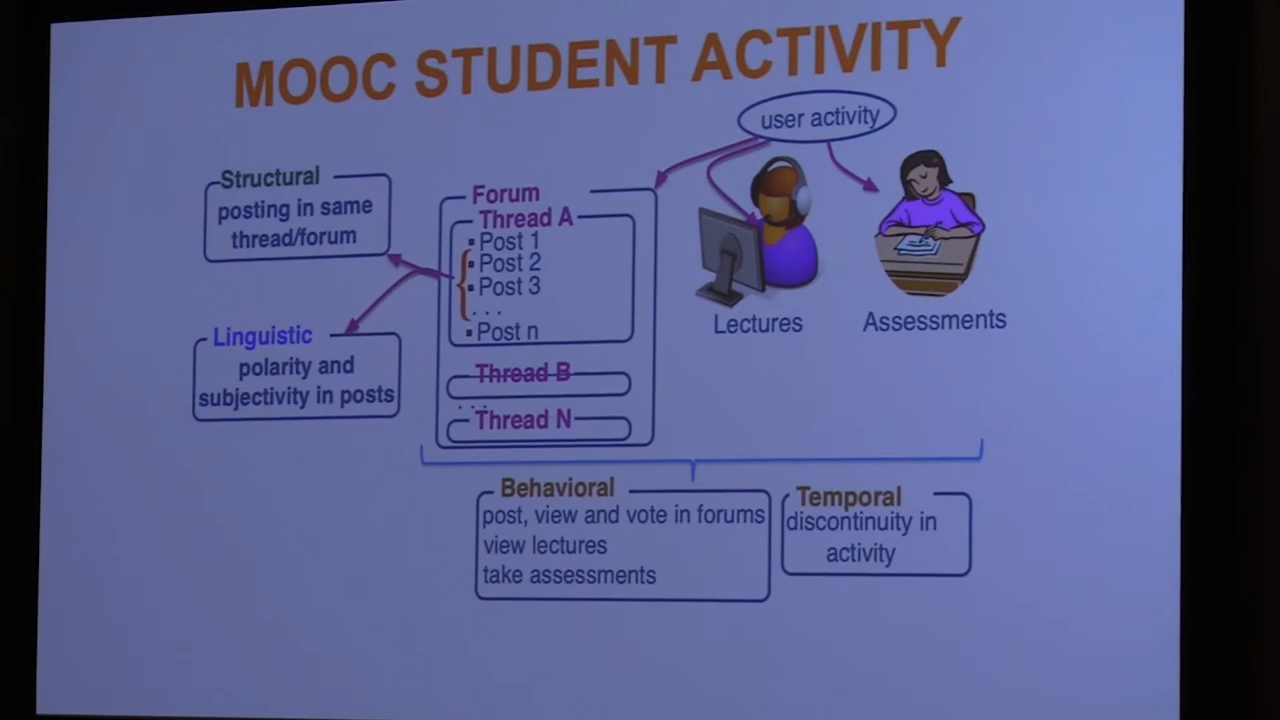 MOOC STUDENT ACTIVITY
user activity
Structural
posting in same
thread/forum
Linguistic
polarity and
subjectivity in posts
Forum
Thread A
▪ Post 1
▪ Post 2
▪ Post 3
. . .
▪ Post n
Thread B
. . .
Thread N
Lectures
Assessments
Behavioral
post, view and vote in forums
view lectures
take assessments
Temporal
discontinuity in
activity